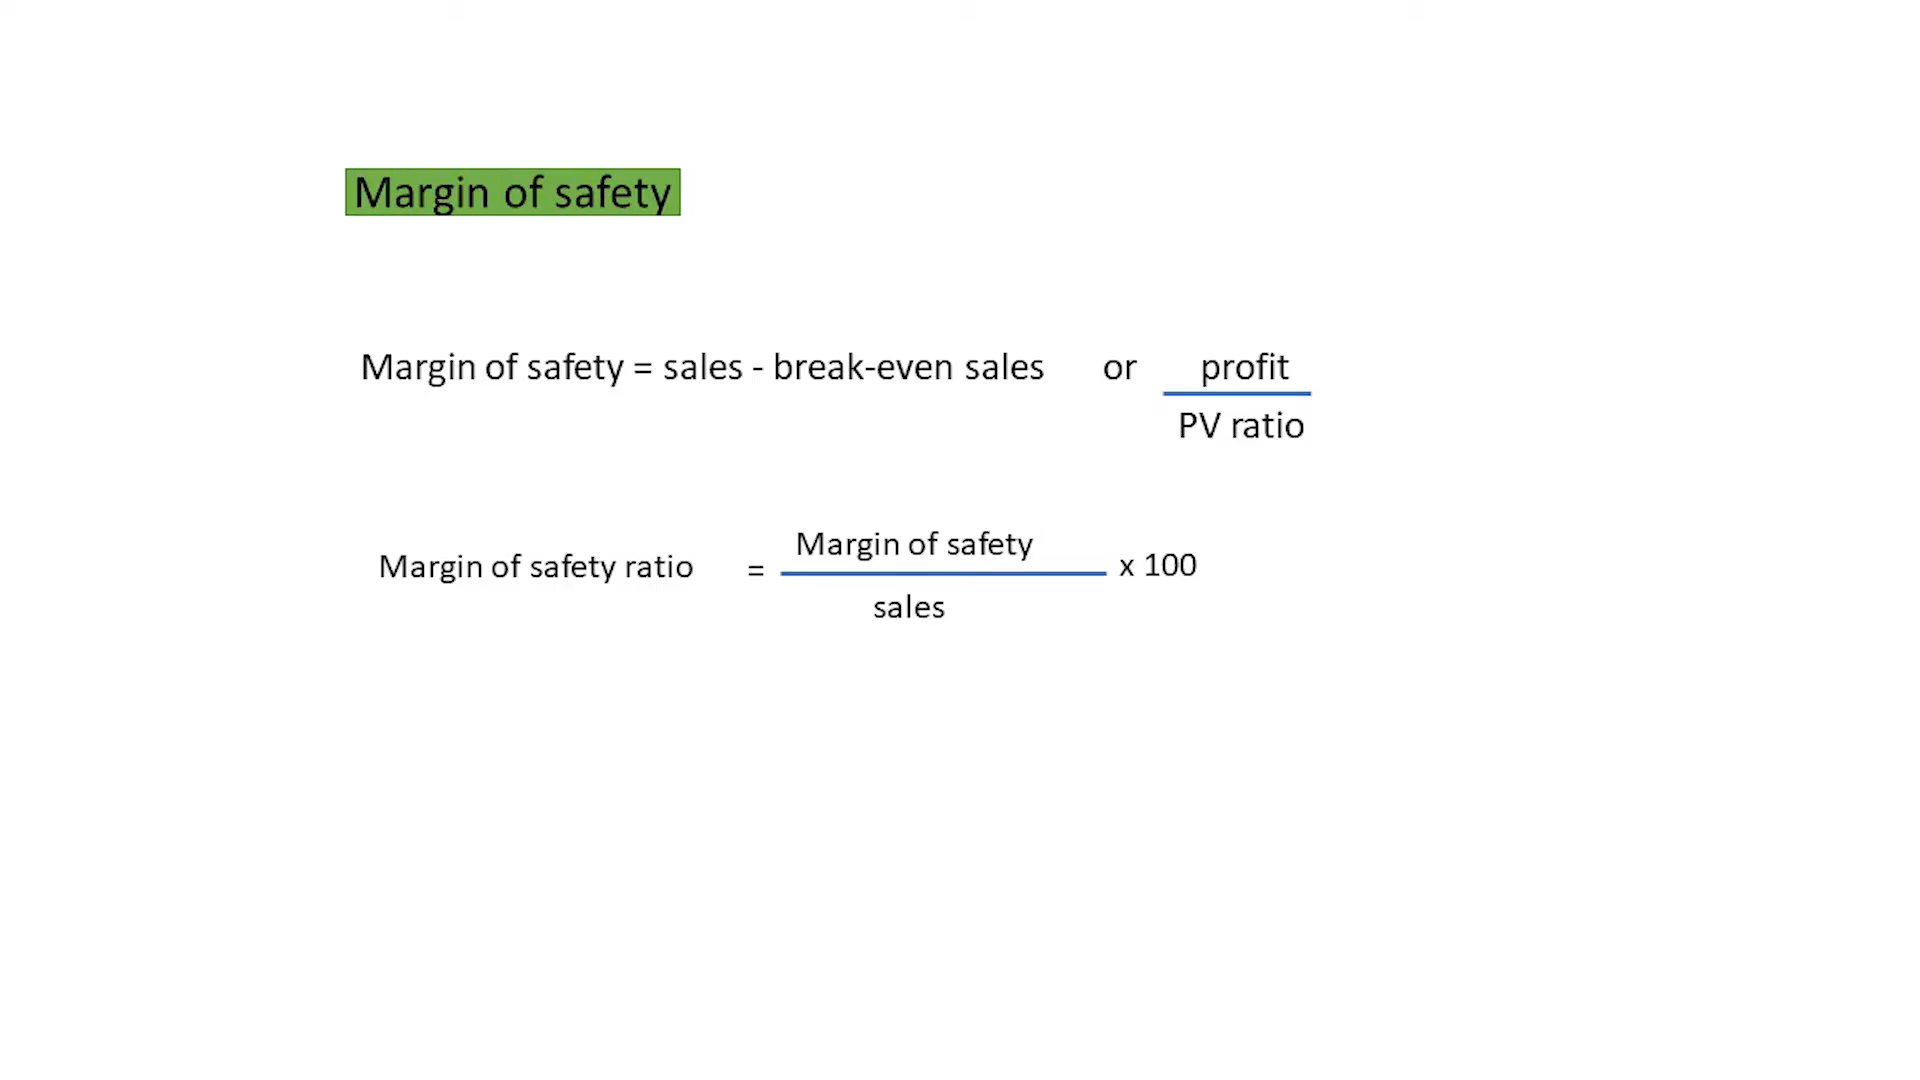 Margin of safety
Margin of safety = sales - break-even sales or profit
PV ratio
Margin of safety
Margin of safety ratio = x 100
sales